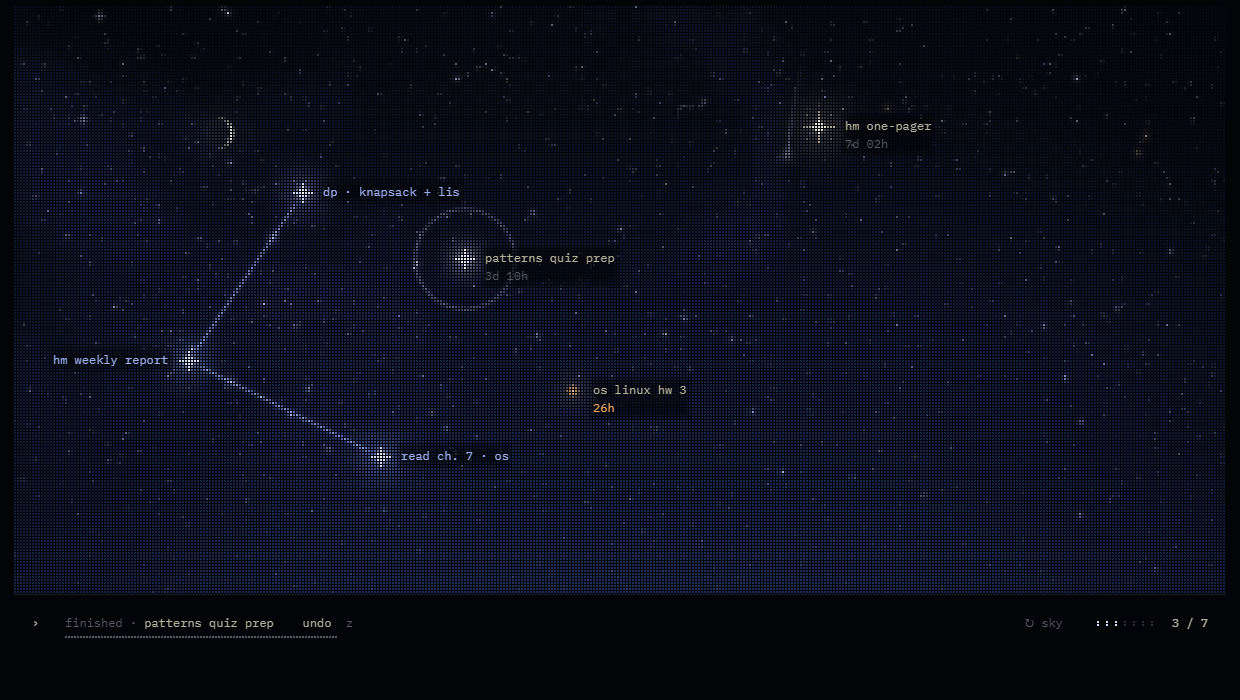 hm one-pager
7d 02h
dp · knapsack + lis
patterns quiz prep
3d 10h
hm weekly report
os linux hw 3
26h
read ch. 7 · os
› finished · patterns quiz prep undo z ↻ sky 3 / 7